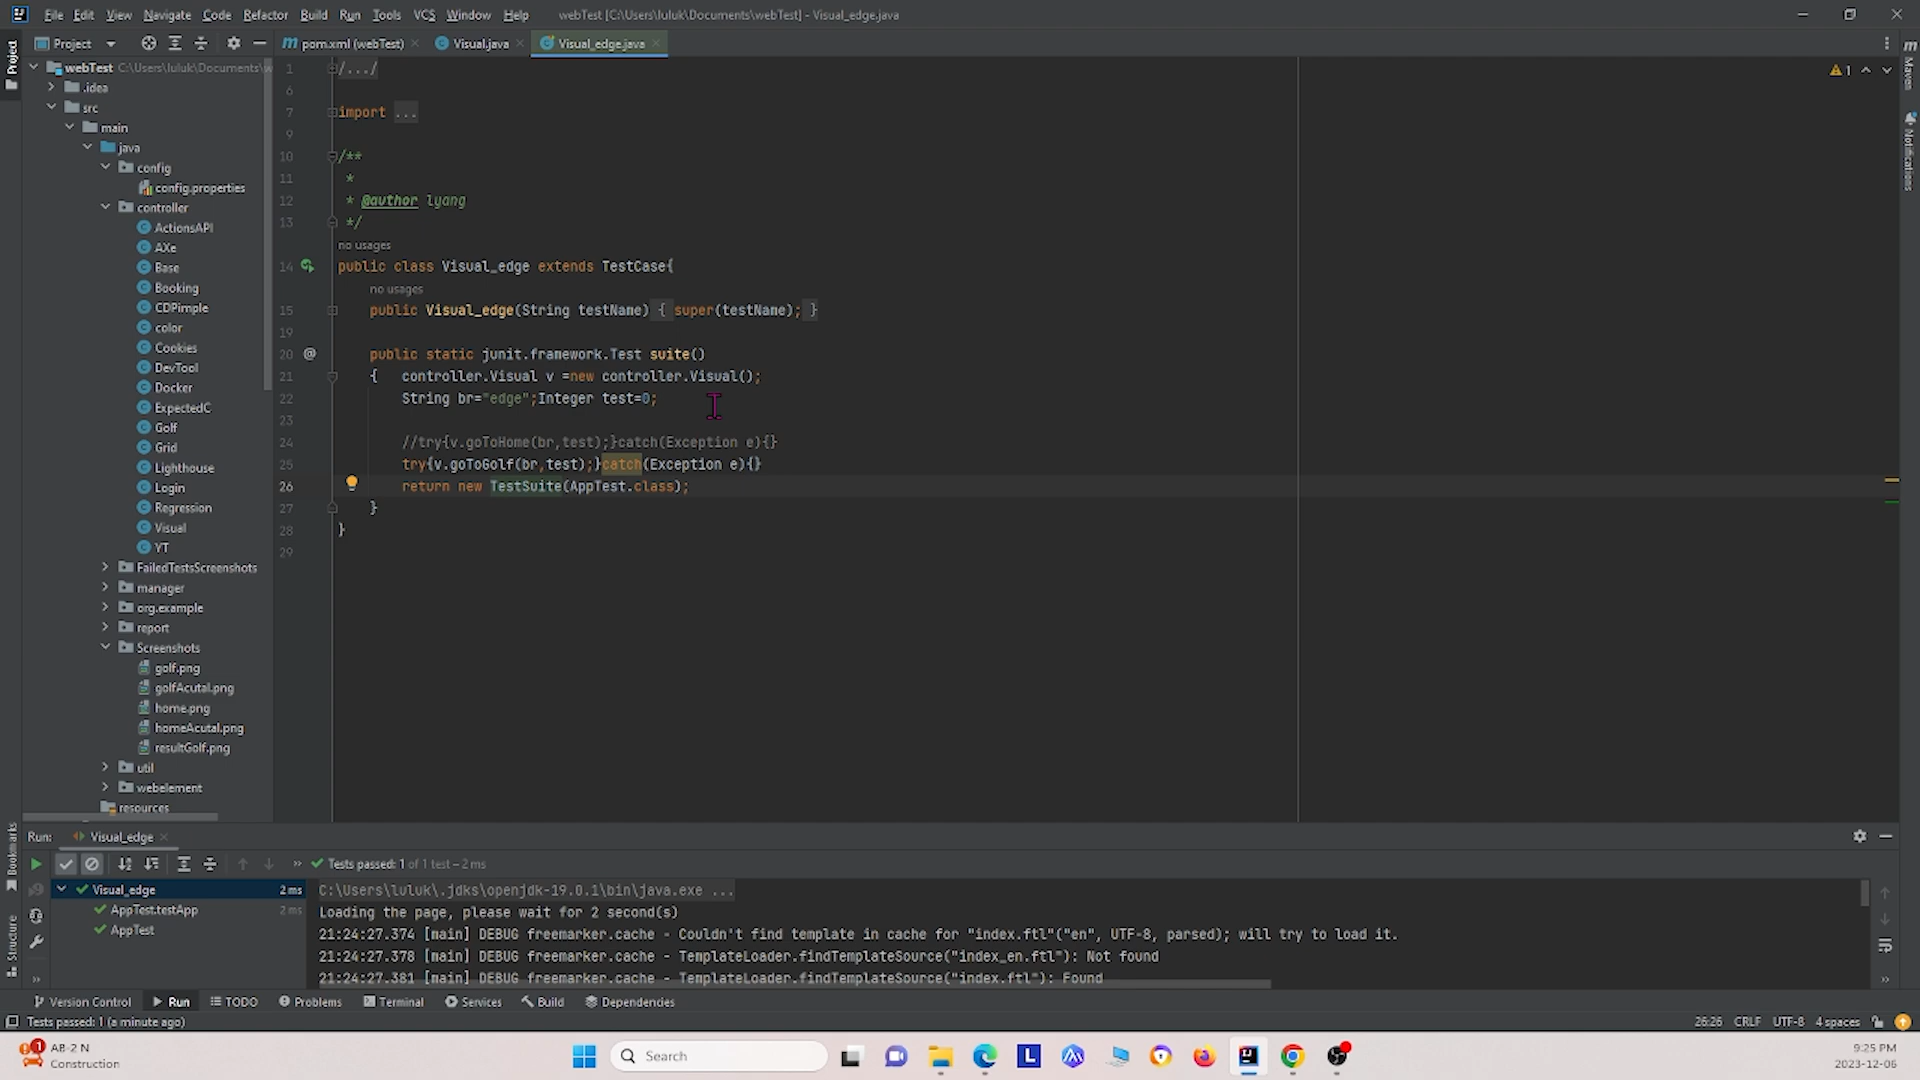 File Edit View Navigate Code Refactor Build Run Tools VCS Window Help webTest [C:\Users\luluk\Documents\webTest] - Visual_edge.java
Project
pom.xml (webTest)
Visual.java
Visual_edge.java
Project
webTest C:\Users\luluk\Documents\w
.idea
src
main
java
config
config.properties
controller
ActionsAPI
AXe
Base
Booking
CDPimple
color
Cookies
DevTool
Docker
ExpectedC
Golf
Grid
Lighthouse
Login
Regression
Visual
YT
FailedTestsScreenshots
manager
org.example
report
Screenshots
golf.png
golfAcutal.png
home.png
homeAcutal.png
resultGolf.png
util
webelement
resources
1 /.../
6
7 import ...
9
10 /**
11 *
12 * @author lyang
13 */
no usages
14 public class Visual_edge extends TestCase{
no usages
15 public Visual_edge(String testName) { super(testName); }
19
20 @ public static junit.framework.Test suite()
21 { controller.Visual v =new controller.Visual();
22 String br="edge";Integer test=0;
23
24 //try{v.goToHome(br,test);}catch(Exception e){}
25 try{v.goToGolf(br,test);}catch(Exception e){}
26 return new TestSuite(AppTest.class);
27 }
28 }
29
1
Maven
Notifications
Bookmarks
Structure
Run: Visual_edge
Tests passed: 1 of 1 test – 2 ms
Visual_edge 2 ms
AppTest.testApp 2 ms
AppTest
C:\Users\luluk\.jdks\openjdk-19.0.1\bin\java.exe ...
Loading the page, please wait for 2 second(s)
21:24:27.374 [main] DEBUG freemarker.cache - Couldn't find template in cache for "index.ftl"("en", UTF-8, parsed); will try to load it.
21:24:27.378 [main] DEBUG freemarker.cache - TemplateLoader.findTemplateSource("index_en.ftl"): Not found
21:24:27.381 [main] DEBUG freemarker.cache - TemplateLoader.findTemplateSource("index.ftl"): Found
Version Control Run TODO Problems Terminal Services Build Dependencies
Tests passed: 1 (a minute ago) 26:26 CRLF UTF-8 4 spaces
1
AB-2 N
Construction
Search
L
9:25 PM
2023-12-06